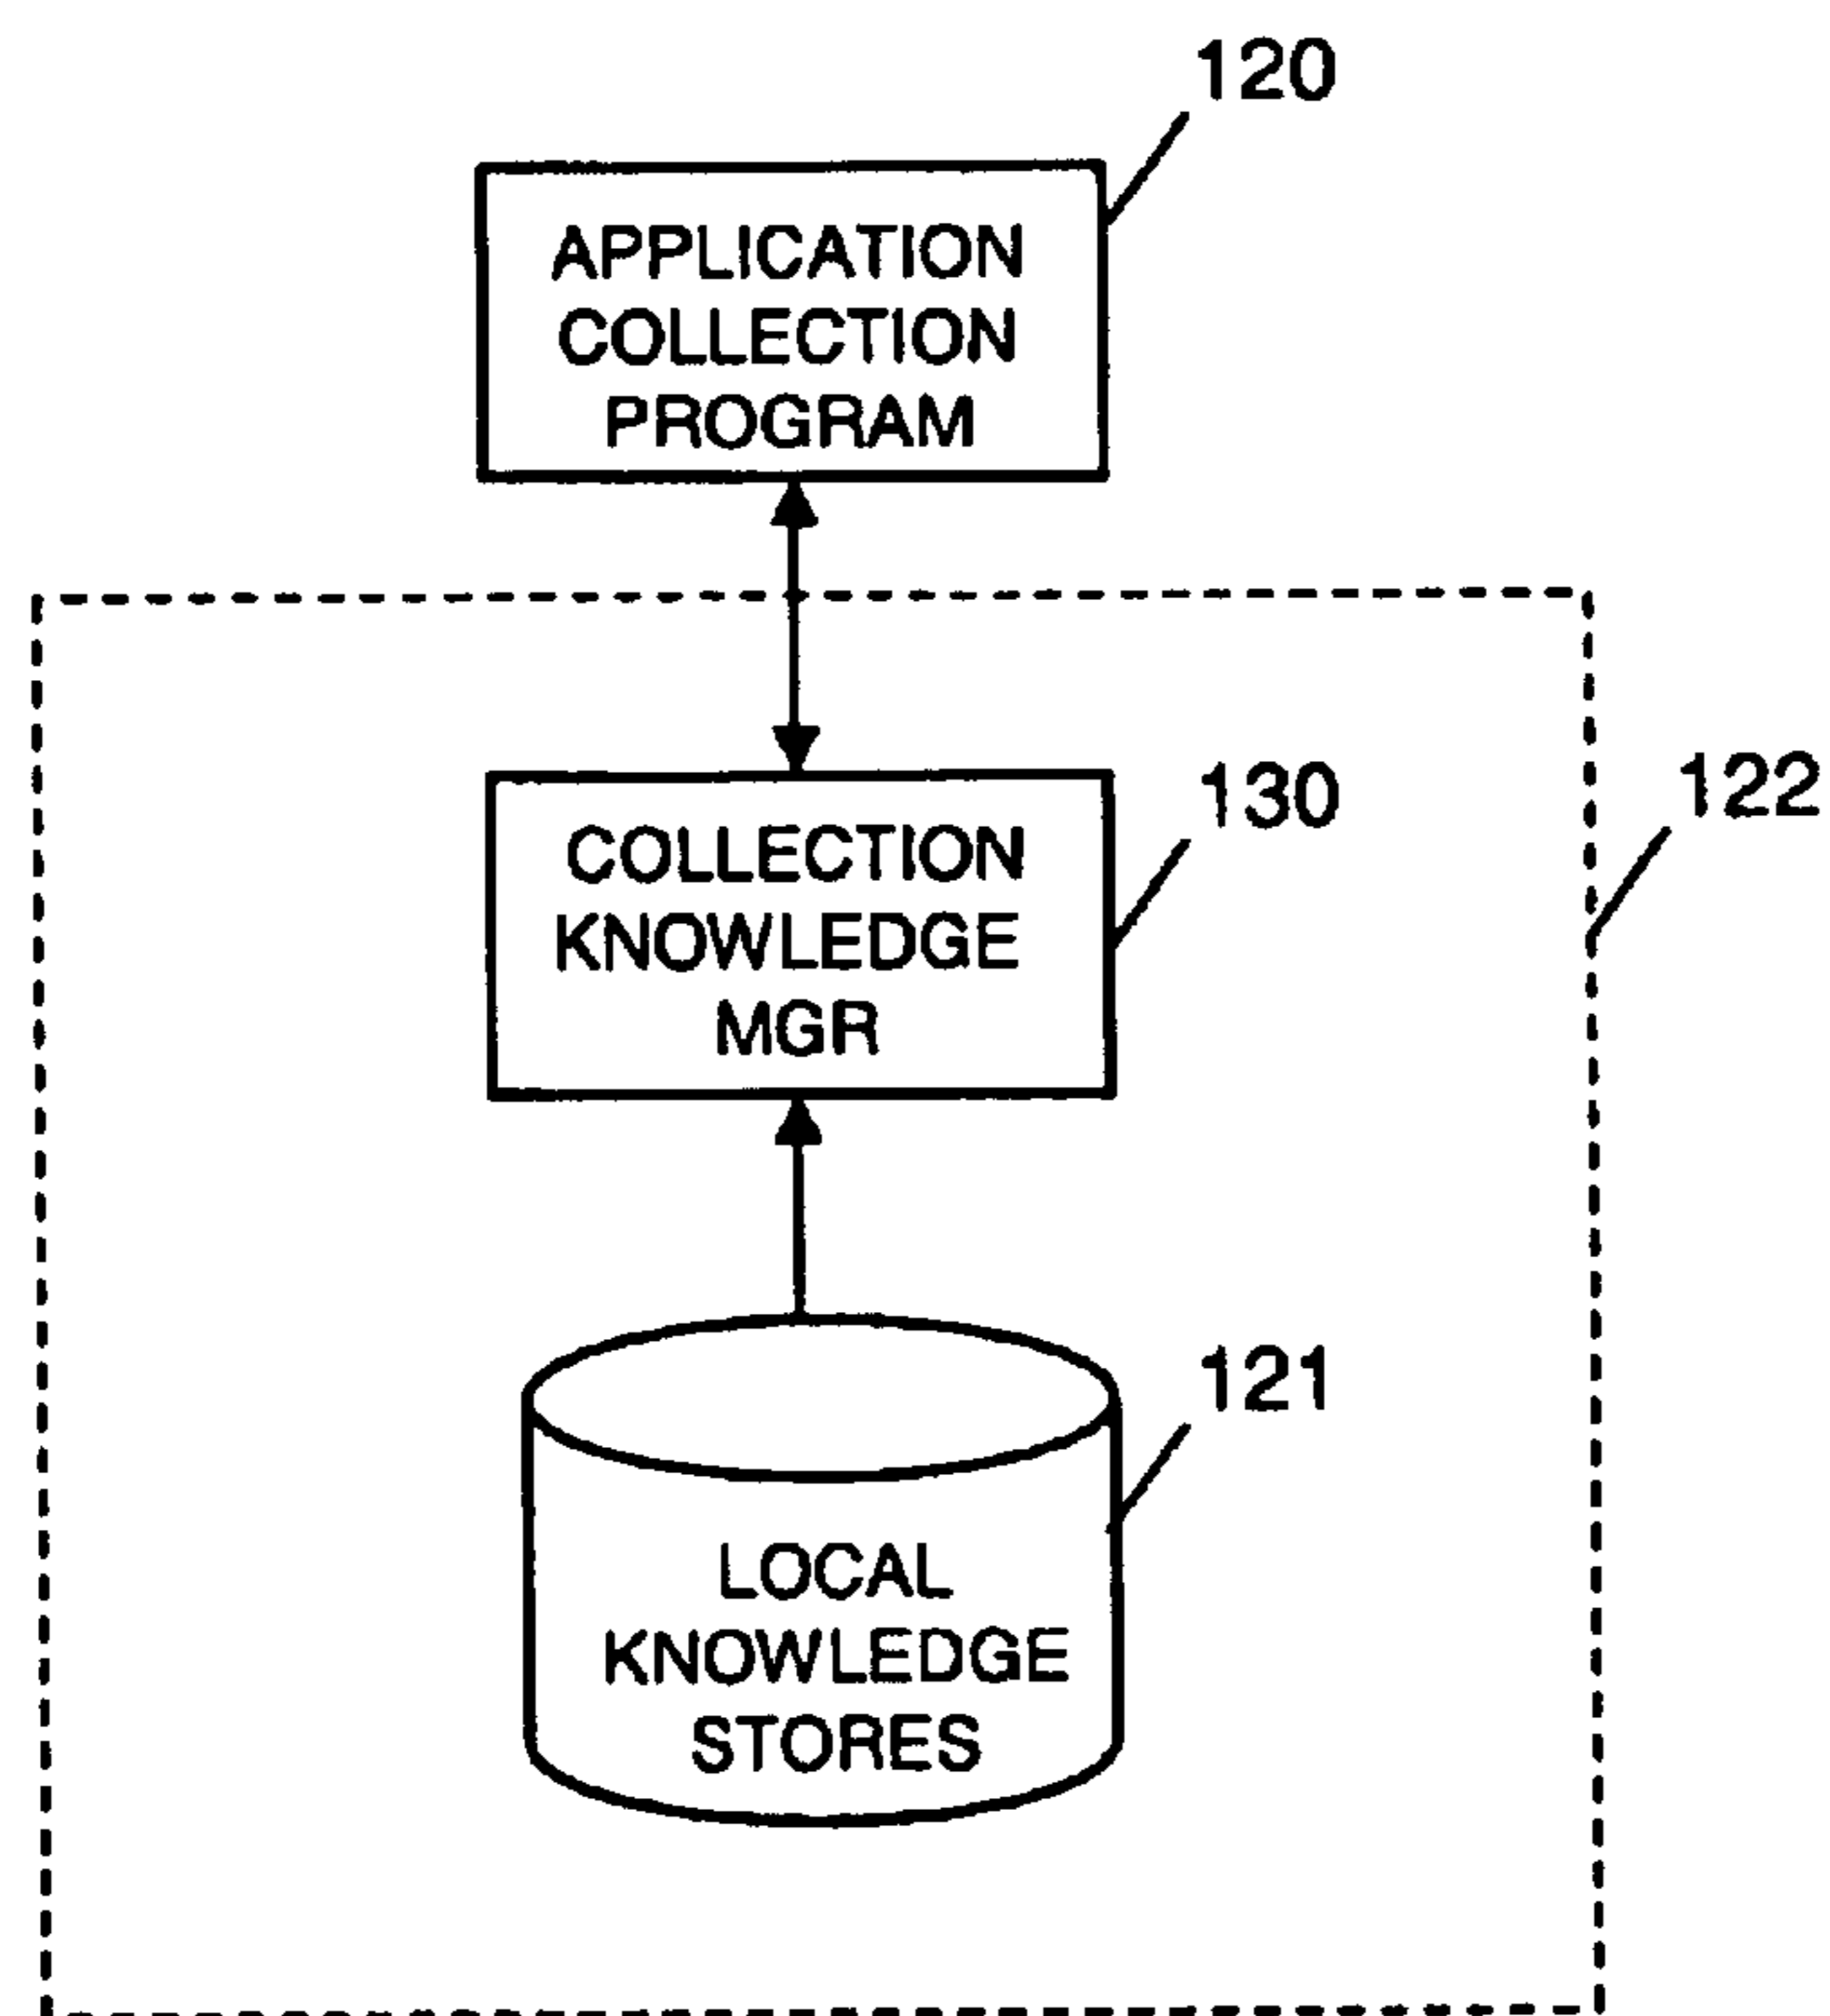 120
APPLICATION
COLLECTION
PROGRAM
130
122
COLLECTION
KNOWLEDGE
MGR
121
LOCAL
KNOWLEDGE
STORES